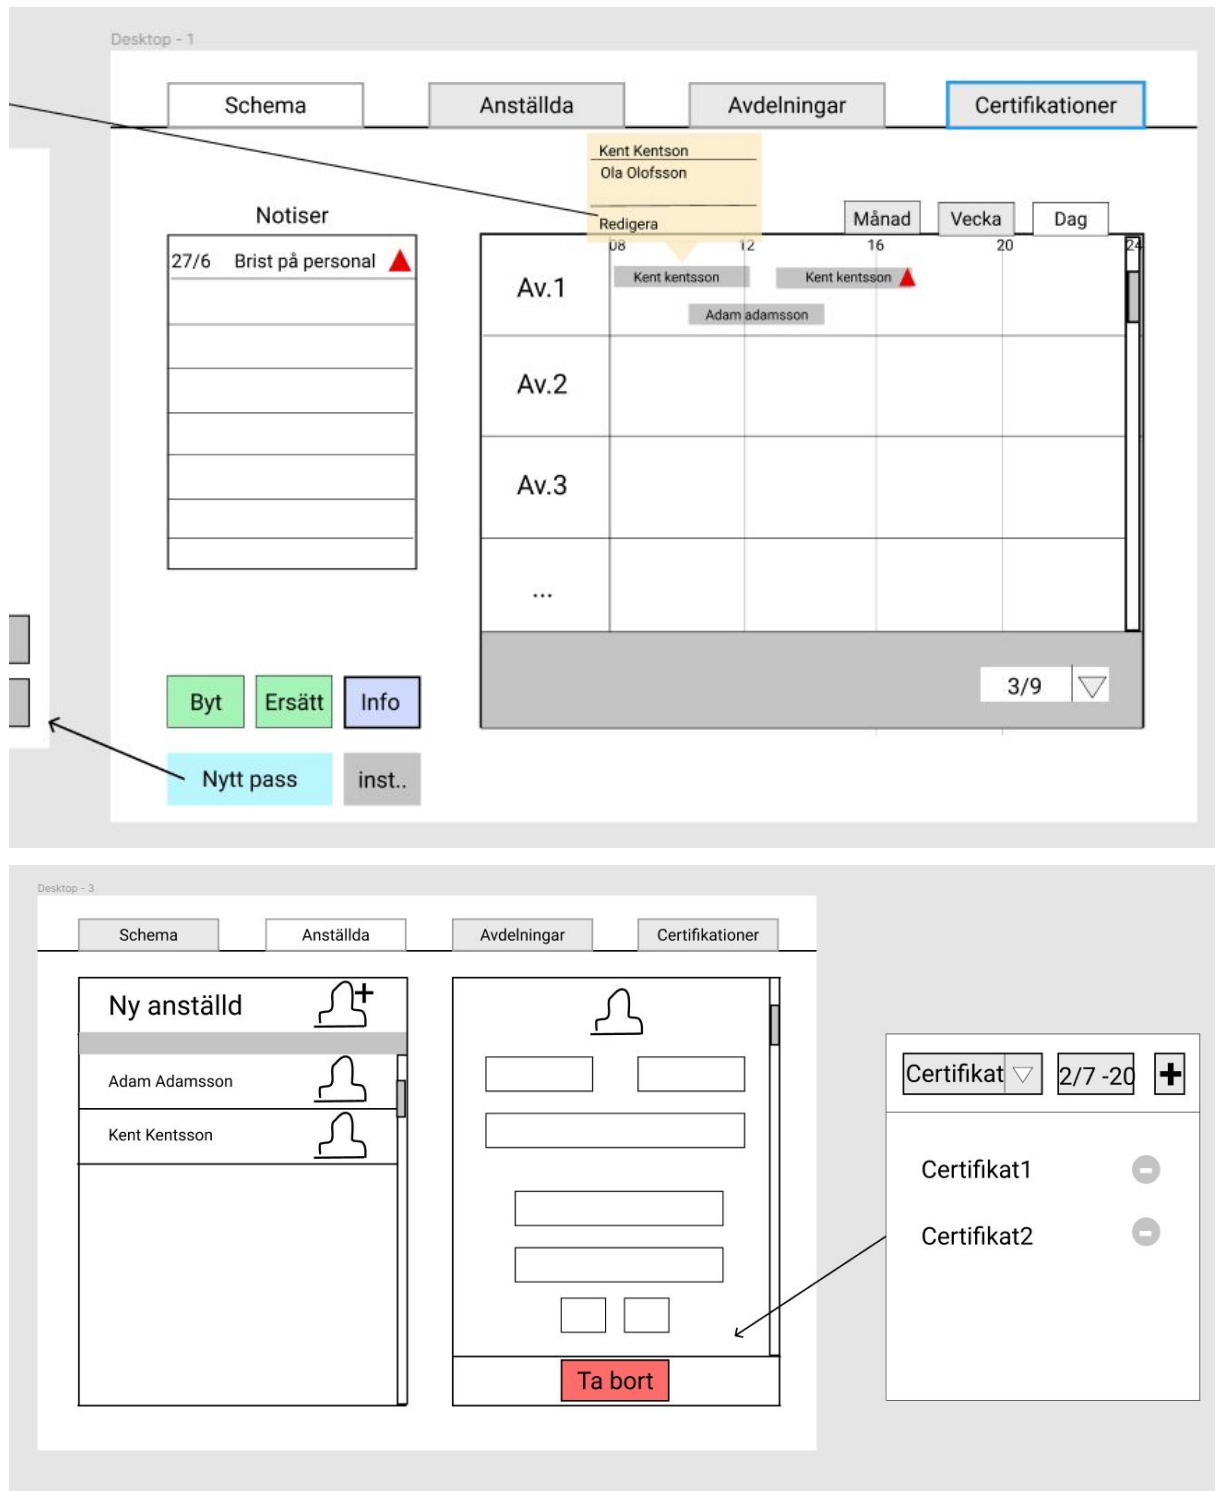 Desktop - 1
Schema
Anställda
Avdelningar
Certifikationer
Kent Kentson
Ola Olofsson
Redigera
Notiser
27/6 Brist på personal
Månad
Vecka
Dag
08 12 16 20 24
Av.1
Kent kentsson
Kent kentsson
Adam adamsson
Av.2
Av.3
...
3/9
Byt
Ersätt
Info
Nytt pass
inst..
Desktop - 3
Schema
Anställda
Avdelningar
Certifikationer
Ny anställd
Adam Adamsson
Kent Kentsson
Ta bort
Certifikat
2/7 -20
+
Certifikat1
-
Certifikat2
-